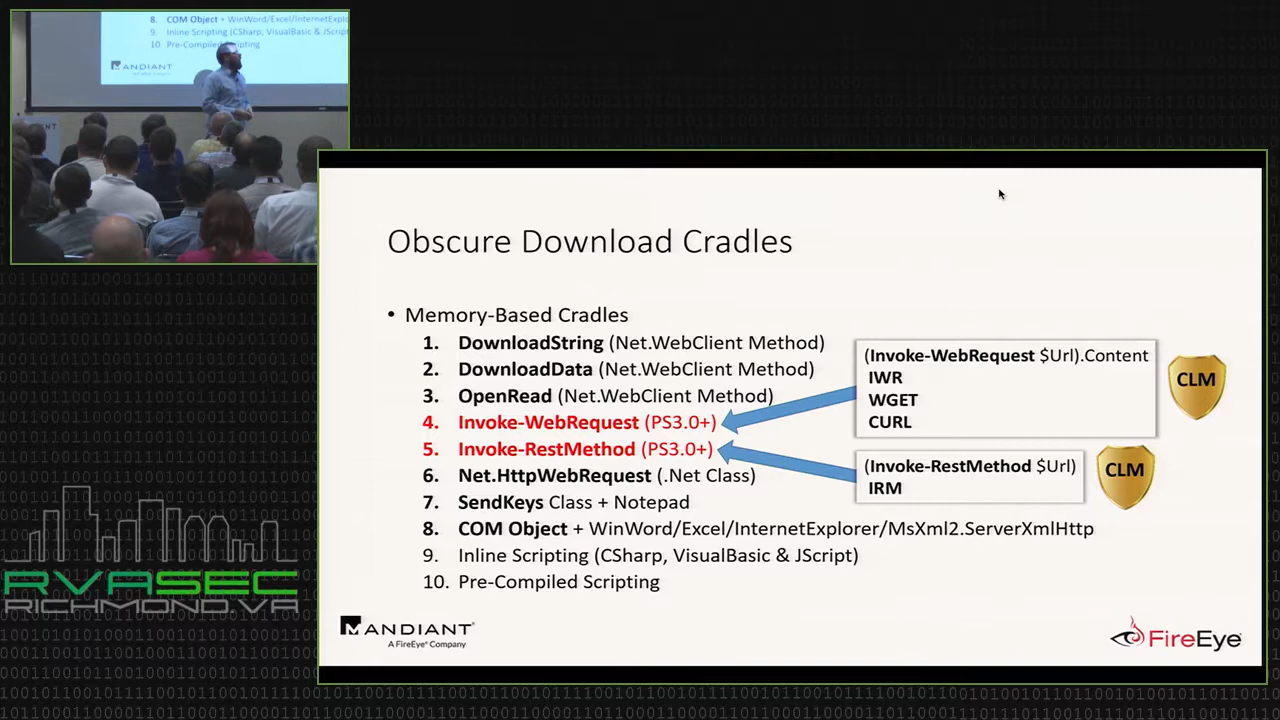 8. COM Object + WinWord/Excel/InternetExplo
9. Inline Scripting (CSharp, VisualBasic & JScrip
10 Pre-Compiled Scripting
MANDIANT
Obscure Download Cradles
• Memory-Based Cradles
1. DownloadString (Net.WebClient Method)
2. DownloadData (Net.WebClient Method)
3. OpenRead (Net.WebClient Method)
4. Invoke-WebRequest (PS3.0+)
5. Invoke-RestMethod (PS3.0+)
6. Net.HttpWebRequest (.Net Class)
7. SendKeys Class + Notepad
8. COM Object + WinWord/Excel/InternetExplorer/MsXml2.ServerXmlHttp
9. Inline Scripting (CSharp, VisualBasic & JScript)
10. Pre-Compiled Scripting
(Invoke-WebRequest $Url).Content
IWR
WGET
CURL
CLM
(Invoke-RestMethod $Url)
IRM
CLM
MANDIANT
A FireEye® Company
FireEye
RVASEC
RICHMOND.VA